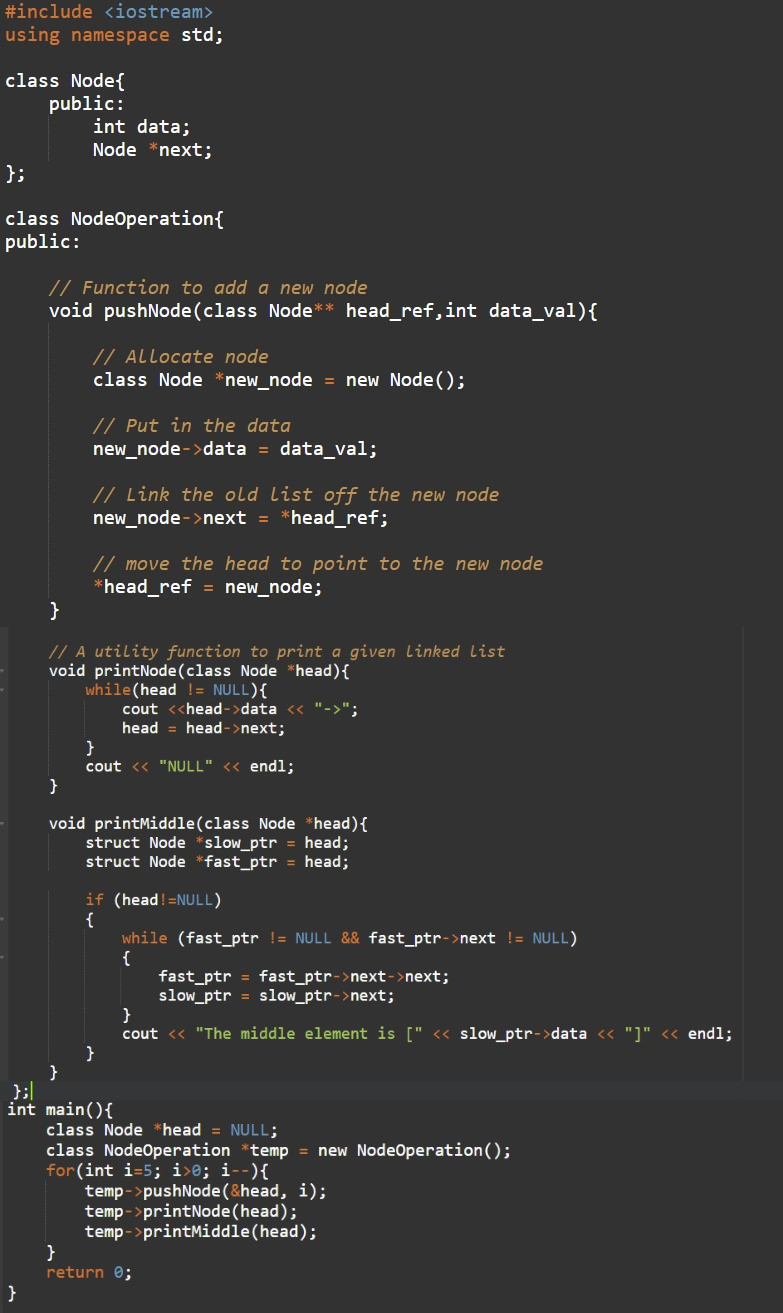 #include <iostream>
using namespace std;
class Node{
public:
int data;
Node *next;
};
class NodeOperation{
public:
// Function to add a new node
void pushNode(class Node** head_ref,int data_val){
// Allocate node
class Node *new_node = new Node();
// Put in the data
new_node->data = data_val;
// Link the old list off the new node
new_node->next = *head_ref;
// move the head to point to the new node
*head_ref = new_node;
}
// A utility function to print a given linked list
void printNode(class Node *head){
while(head != NULL){
cout <<head->data << "->";
head = head->next;
}
cout << "NULL" << endl;
}
void printMiddle(class Node *head){
struct Node *slow_ptr = head;
struct Node *fast_ptr = head;
if (head!=NULL)
{
while (fast_ptr != NULL && fast_ptr->next != NULL)
{
fast_ptr = fast_ptr->next->next;
slow_ptr = slow_ptr->next;
}
cout << "The middle element is [" << slow_ptr->data << "]" << endl;
}
}
};
int main(){
class Node *head = NULL;
class NodeOperation *temp = new NodeOperation();
for(int i=5; i>0; i--){
temp->pushNode(&head, i);
temp->printNode(head);
temp->printMiddle(head);
}
return 0;
}